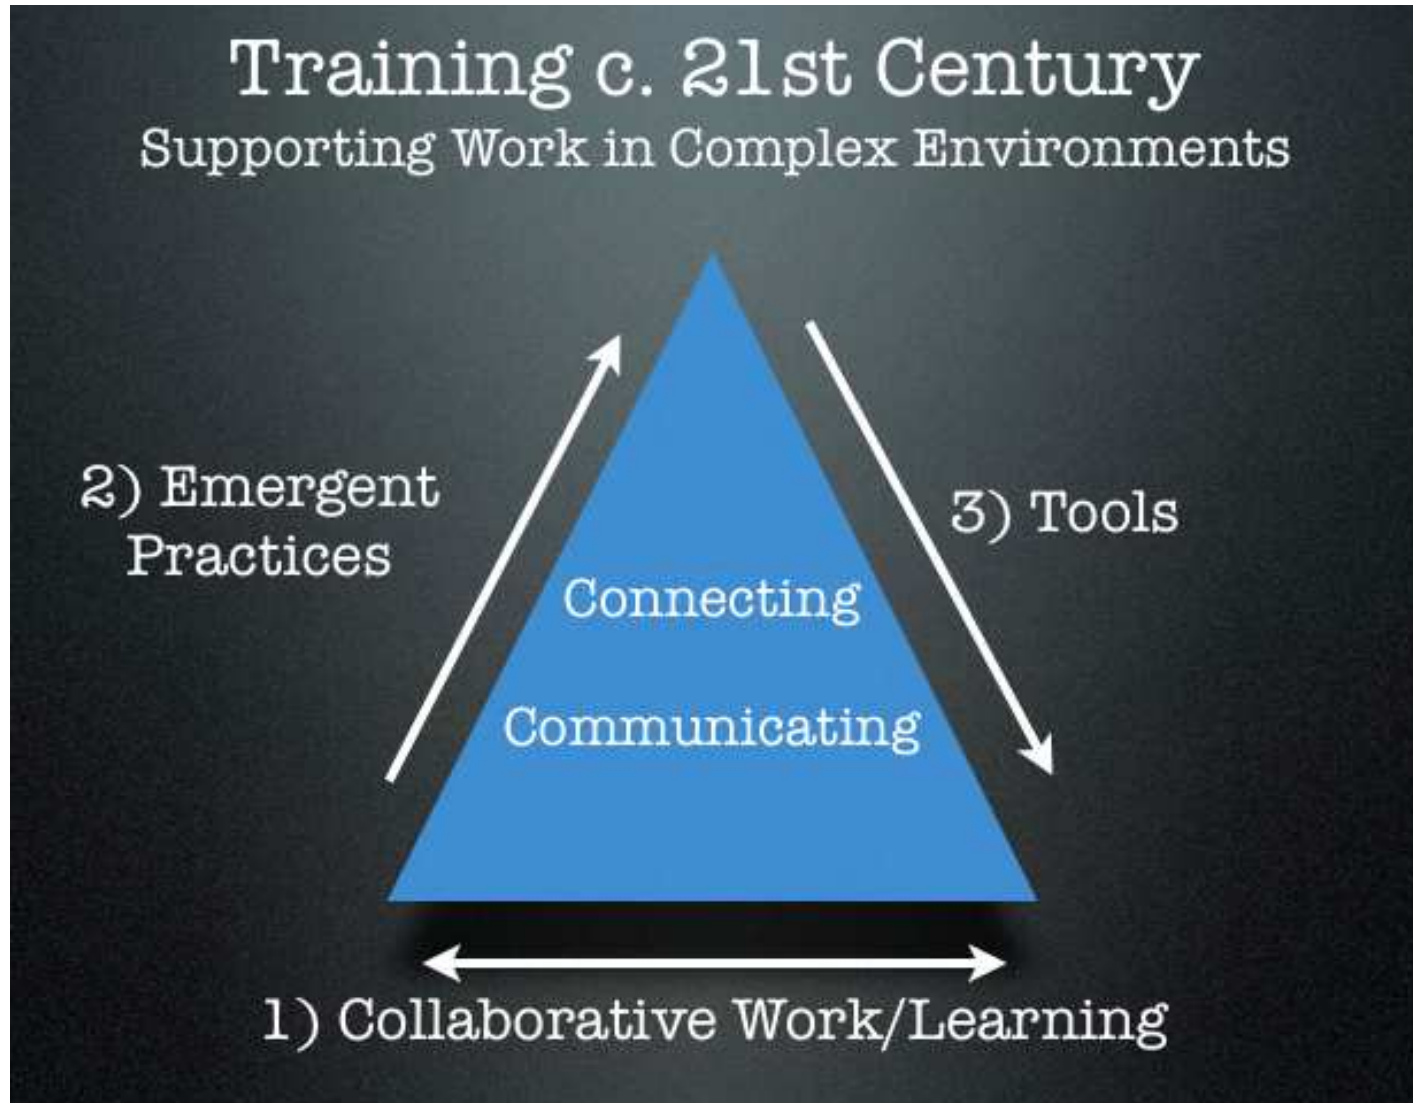 Training c. 21st Century
Supporting Work in Complex Environments
2) Emergent
Practices
3) Tools
Connecting
Communicating
1) Collaborative Work/Learning